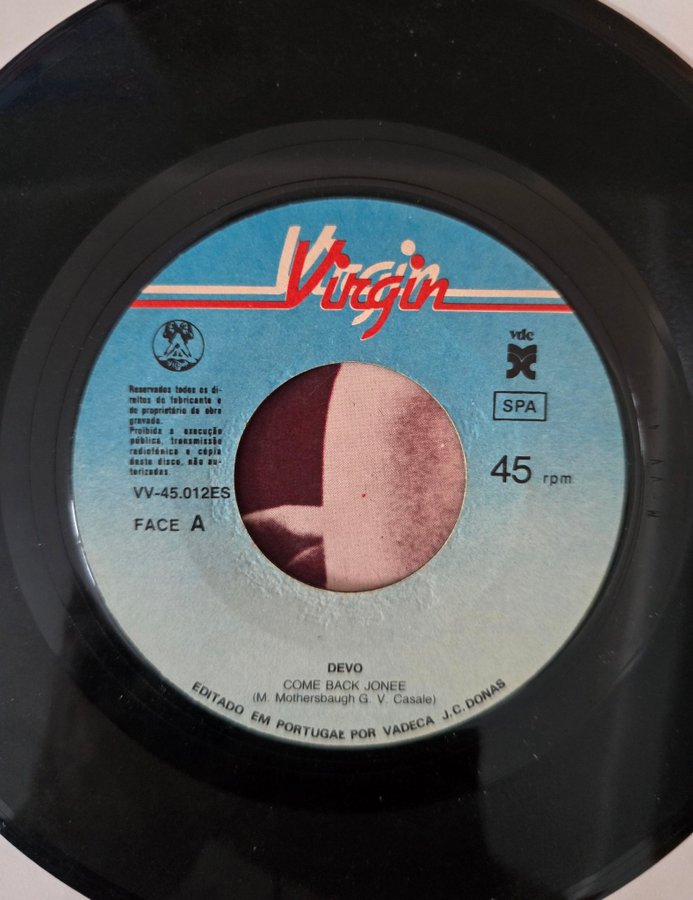 Virgin
vdc
SPA
Reservados todos os di-
reitos do fabricante e
do proprietário da obra
gravada.
Proibida a execução
pública, transmissão
radiofónica e cópia
deste disco, não au-
torizadas.
45 rpm
VV-45.012ES
FACE A
DEVO
COME BACK JONEE
(M. Mothersbaugh G. V. Casale)
EDITADO EM PORTUGAL POR VADECA J.C. DONAS